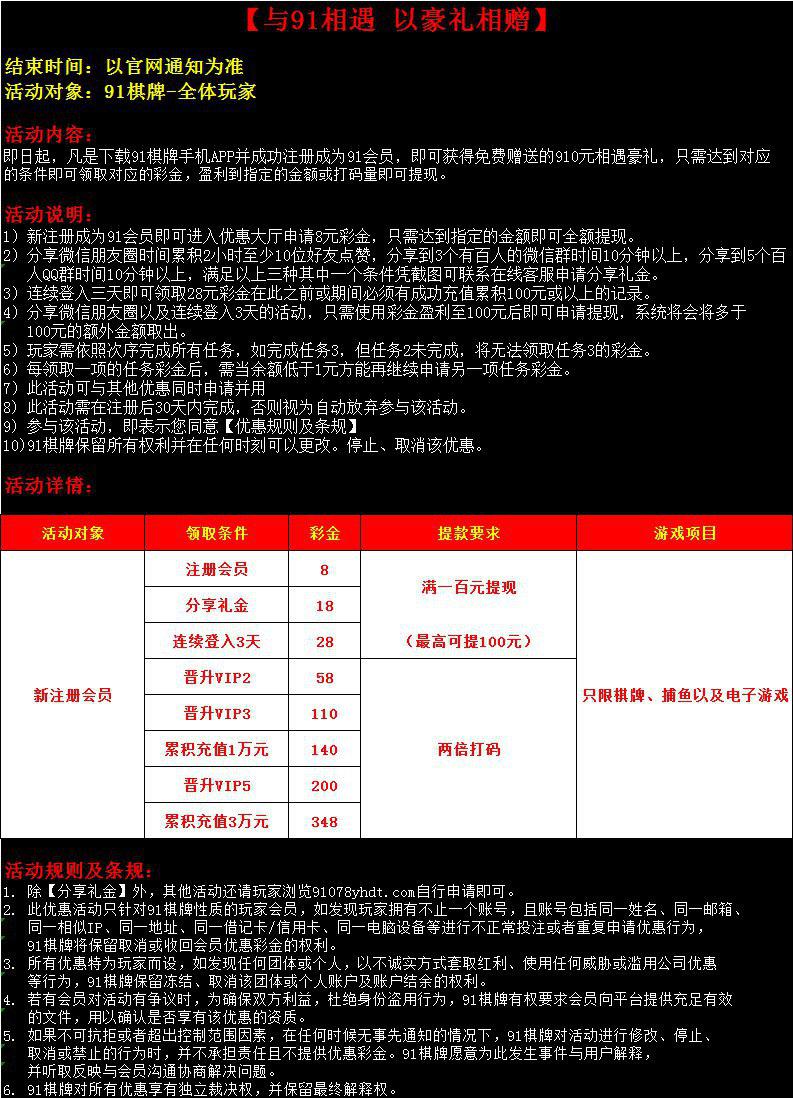 【与91相遇 以豪礼相赠】
结束时间：以官网通知为准
活动对象：91棋牌-全体玩家
活动内容：
即日起，凡是下载91棋牌手机APP并成功注册成为91会员，即可获得免费赠送的910元相遇豪礼，只需达到对应
的条件即可领取对应的彩金，盈利到指定的金额或打码量即可提现。
活动说明：
1) 新注册成为91会员即可进入优惠大厅申请8元彩金，只需达到指定的金额即可全额提现。
2) 分享微信朋友圈时间累积2小时至少10位好友点赞，分享到3个有百人的微信群时间10分钟以上，分享到5个百
人QQ群时间10分钟以上，满足以上三种其中一个条件凭截图可联系在线客服申请分享礼金。
3) 连续登入三天即可领取28元彩金在此之前或期间必须有成功充值累积100元或以上的记录。
4) 分享微信朋友圈以及连续登入3天的活动，只需使用彩金盈利至100元后即可申请提现，系统将会将多于
100元的额外金额取出。
5) 玩家需依照次序完成所有任务，如完成任务3，但任务2未完成，将无法领取任务3的彩金。
6) 每领取一项的任务彩金后，需当余额低于1元方能再继续申请另一项任务彩金。
7) 此活动可与其他优惠同时申请并用
8) 此活动需在注册后30天内完成，否则视为自动放弃参与该活动。
9) 参与该活动，即表示您同意【优惠规则及条规】
10)91棋牌保留所有权利并在任何时刻可以更改。停止、取消该优惠。
活动详情：
活动对象 领取条件 彩金 提款要求 游戏项目
注册会员 8
满一百元提现
分享礼金 18
连续登入3天 28 （最高可提100元）
晋升VIP2 58
新注册会员 只限棋牌、捕鱼以及电子游戏
晋升VIP3 110
累积充值1万元 140 两倍打码
晋升VIP5 200
累积充值3万元 348
活动规则及条规：
1. 除【分享礼金】外，其他活动还请玩家浏览91078yhdt.com自行申请即可。
2. 此优惠活动只针对91棋牌性质的玩家会员，如发现玩家拥有不止一个账号，且账号包括同一姓名、同一邮箱、
同一相似IP、同一地址、同一借记卡/信用卡、同一电脑设备等进行不正常投注或者重复申请优惠行为，
91棋牌将保留取消或收回会员优惠彩金的权利。
3. 所有优惠特为玩家而设，如发现任何团体或个人，以不诚实方式套取红利、使用任何威胁或滥用公司优惠
等行为，91棋牌保留冻结、取消该团体或个人账户及账户结余的权利。
4. 若有会员对活动有争议时，为确保双方利益，杜绝身份盗用行为，91棋牌有权要求会员向平台提供充足有效
的文件，用以确认是否享有该优惠的资质。
5. 如果不可抗拒或者超出控制范围因素，在任何时候无事先通知的情况下，91棋牌对活动进行修改、停止、
取消或禁止的行为时，并不承担责任且不提供优惠彩金。91棋牌愿意为此发生事件与用户解释，
并听取反映与会员沟通协商解决问题。
6. 91棋牌对所有优惠享有独立裁决权，并保留最终解释权。